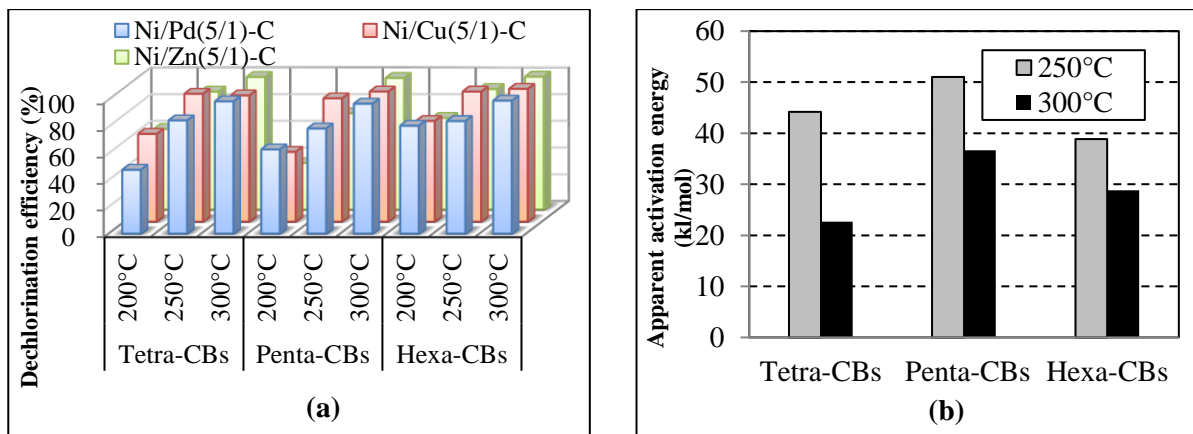 Ni/Pd(5/1)-C Ni/Cu(5/1)-C
Ni/Zn(5/1)-C
Dechlorination efficiency (%)
100
80
60
40
20
0
200°C 250°C 300°C 200°C 250°C 300°C 200°C 250°C 300°C
Tetra-CBs Penta-CBs Hexa-CBs
(a)
Apparent activation energy
(kl/mol)
60
50
40
30
20
10
0
250°C
300°C
Tetra-CBs Penta-CBs Hexa-CBs
(b)